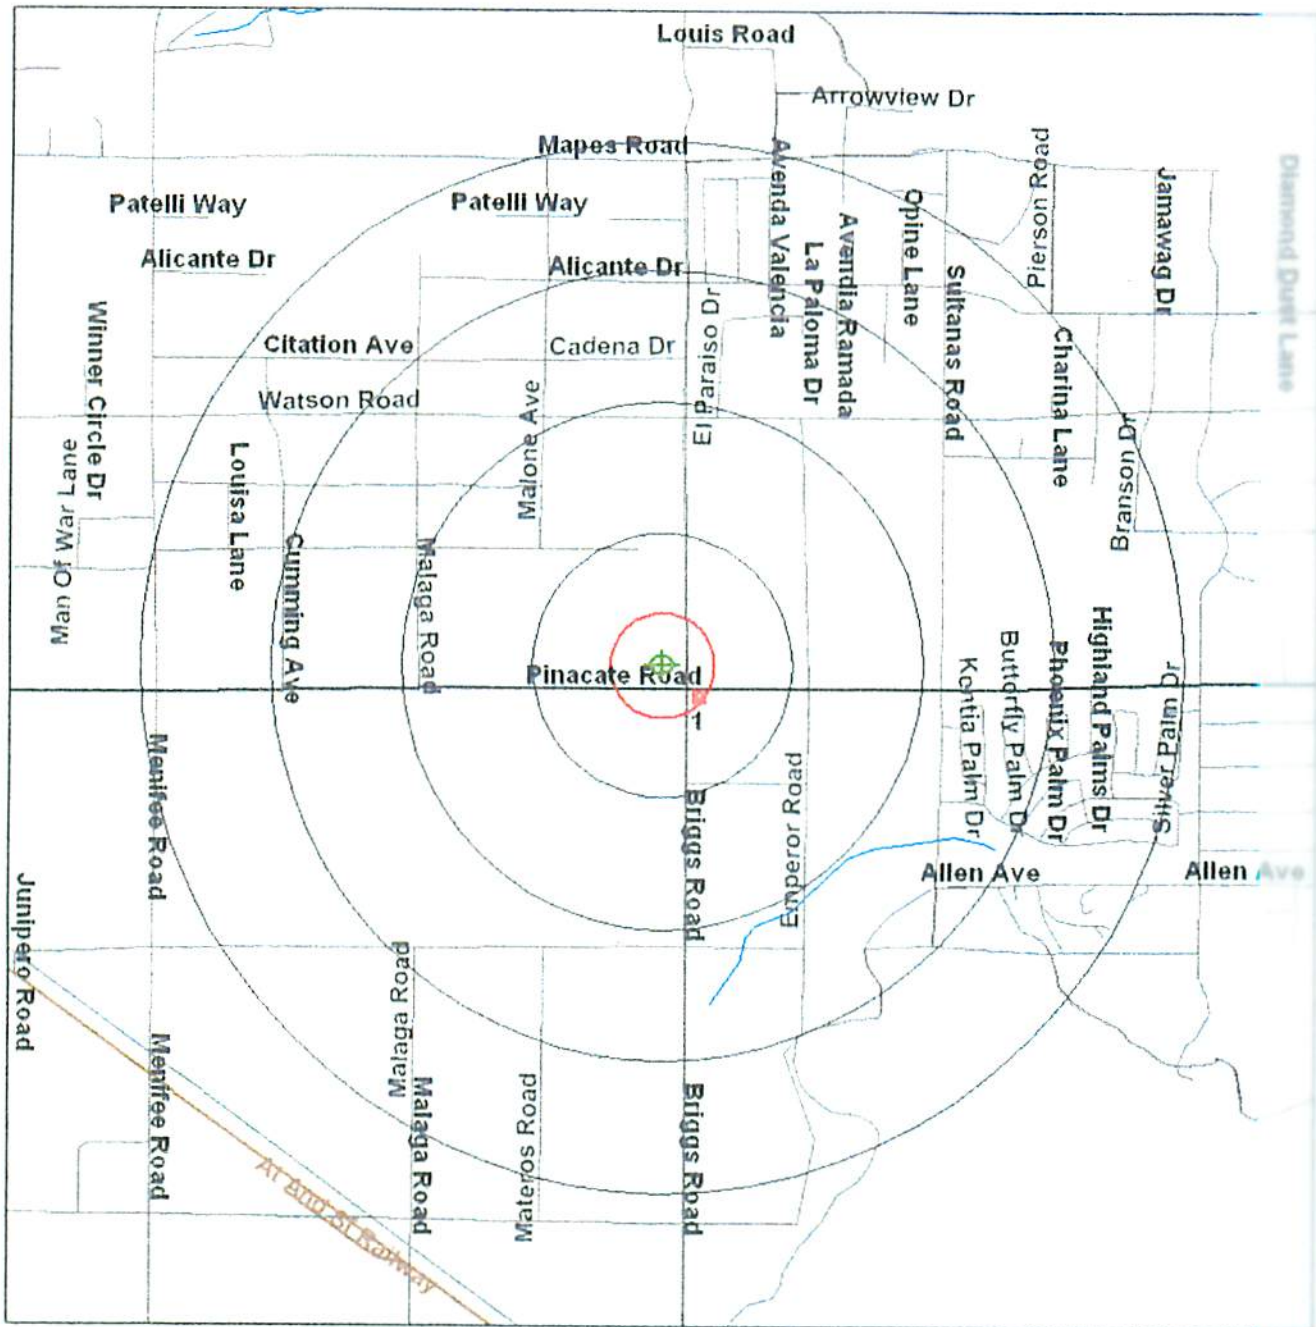 Louis Road
Arrowview Dr
Mapes Road
Patelli Way
Patelli Way
Alicante Dr
Alicante Dr
Citation Ave
Cadena Dr
Watson Road
Winner Circle Dr
Man Of War Lane
Louisa Lane
Cumming Ave
Malaga Road
Malone Ave
El Paraiso Dr
Avenda Valencia
La Paloma Dr
Avendia Ramada
Opine Lane
Sultanas Road
Pierson Road
Charina Lane
Jamawag Dr
Branson Dr
Diamond Dust Lane
Pinacate Road
1
Kentia Palm Dr
Butterfly Palm Dr
Phoenix Palm Dr
Highland Palms Dr
Silver Palm Dr
Menifee Road
Briggs Road
Emperor Road
Allen Ave
Allen Ave
Junipero Road
Menifee Road
Malaga Road
Malaga Road
Materos Road
Briggs Road
At And Sf Railway